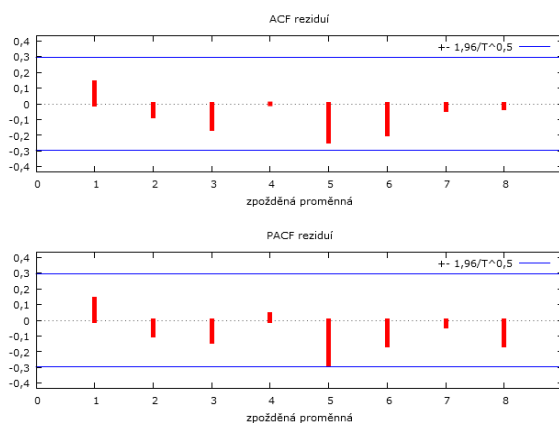 ACF reziduí
+- 1,96/T^0,5
0,4
0,3
0,2
0,1
0
-0,1
-0,2
-0,3
-0,4
0 1 2 3 4 5 6 7 8
zpožděná proměnná
PACF reziduí
+- 1,96/T^0,5
0,4
0,3
0,2
0,1
0
-0,1
-0,2
-0,3
-0,4
0 1 2 3 4 5 6 7 8
zpožděná proměnná